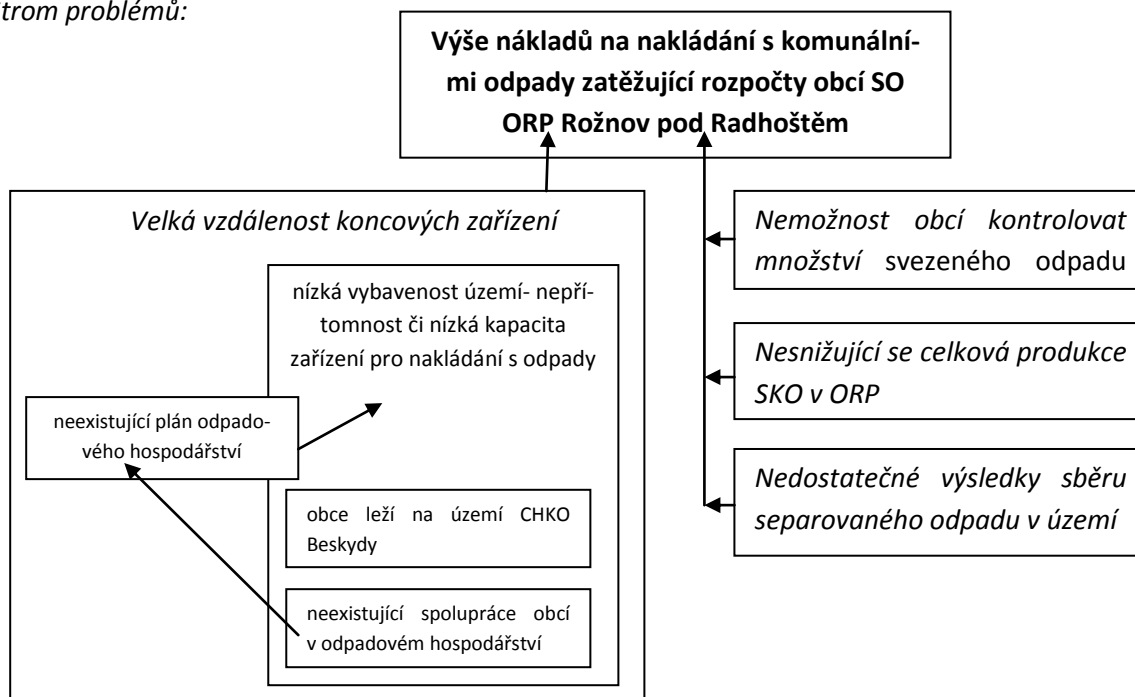 Strom problémů:
Výše nákladů na nakládání s komunální-
mi odpady zatěžující rozpočty obcí SO
ORP Rožnov pod Radhoštěm
Velká vzdálenost koncových zařízení
nízká vybavenost území- nepří-
tomnost či nízká kapacita
zařízení pro nakládání s odpady
neexistující plán odpado-
vého hospodářství
obce leží na území CHKO
Beskydy
neexistující spolupráce obcí
v odpadovém hospodářství
Nemožnost obcí kontrolovat
množství svezeného odpadu
Nesnižující se celková produkce
SKO v ORP
Nedostatečné výsledky sběru
separovaného odpadu v území